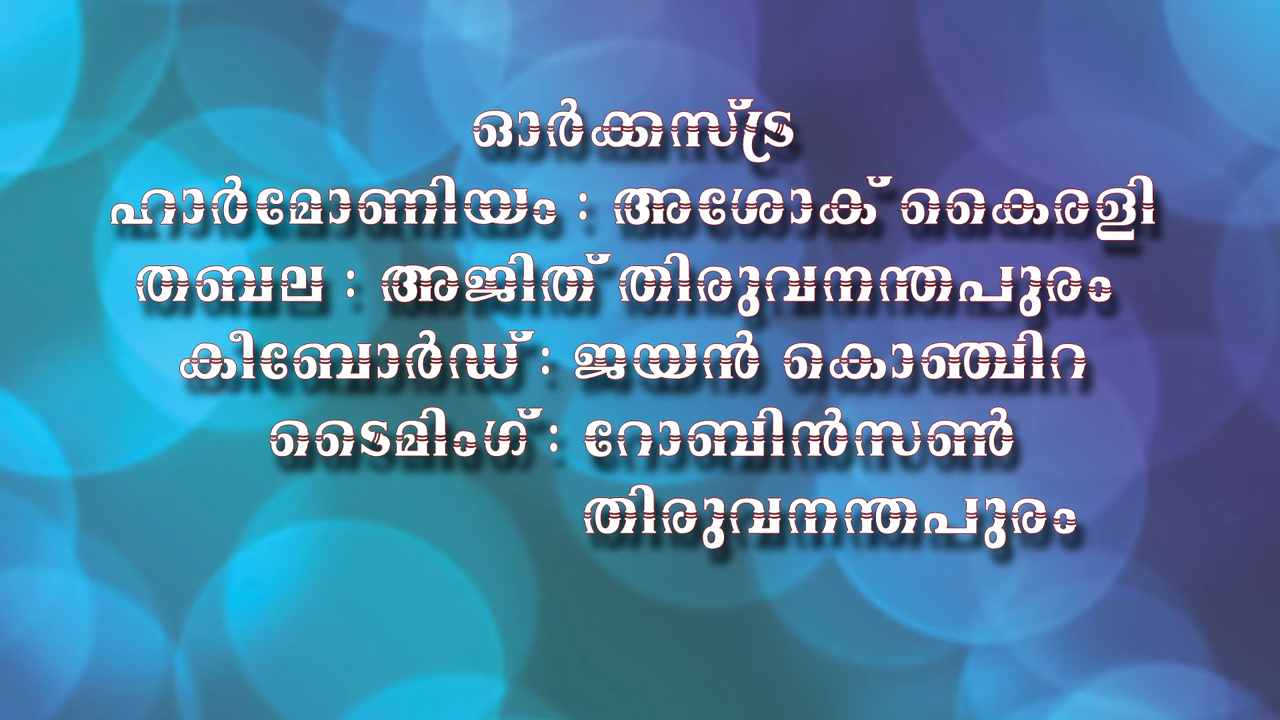 ഓർക്കസ്ട്ര
ഹാർമോണിയം : അശോക് കൈരളി
തബല : അജിത് തിരുവനന്തപുരം
കീബോർഡ് : ജയൻ കൊഞ്ചിറ
ടൈമിംഗ് : റോബിൻസൺ
തിരുവനന്തപുരം